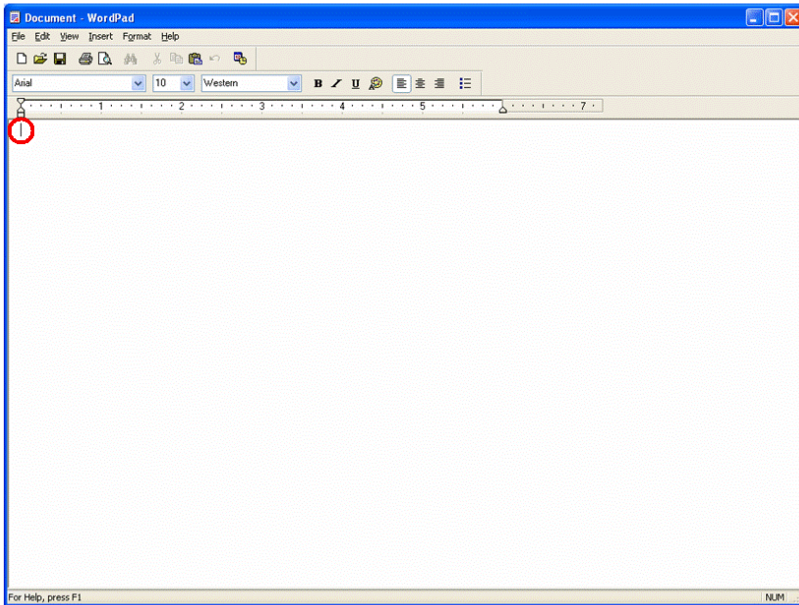 Document - WordPad
File Edit View Insert Format Help
Arial 10 Western B I U
1 2 3 4 5 7
For Help, press F1 NUM